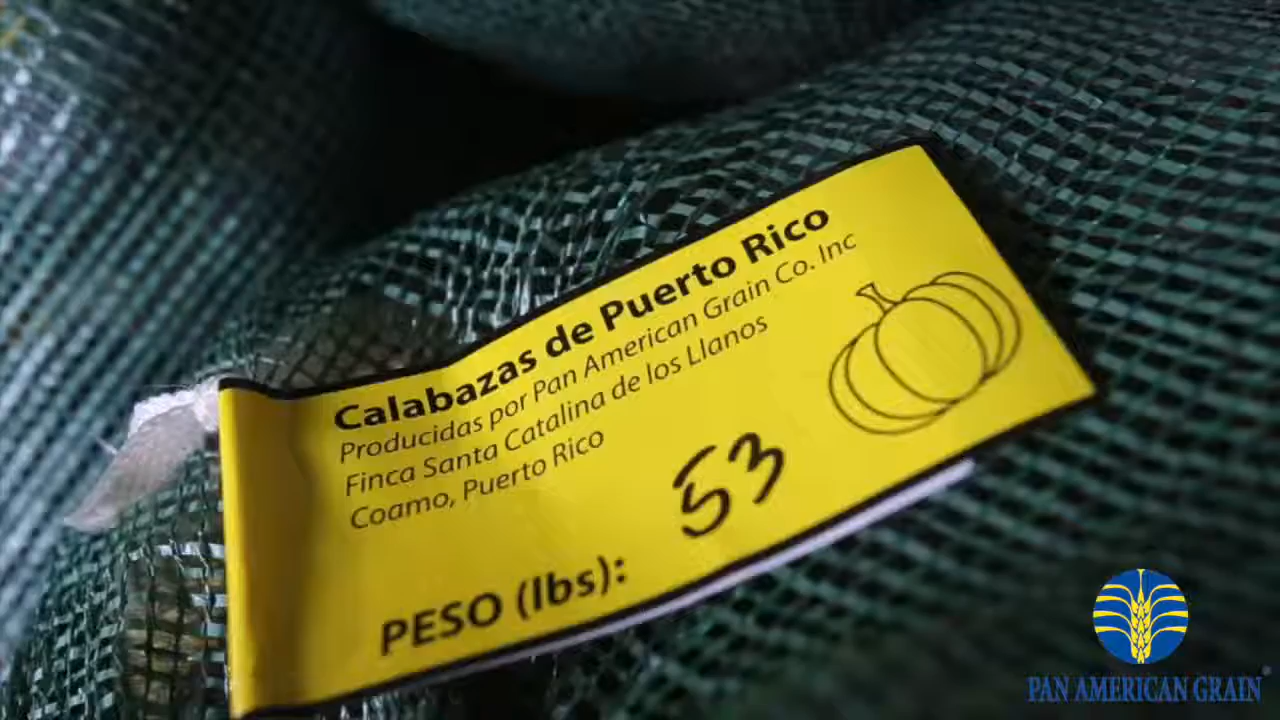 Calabazas de Puerto Rico
Producidas por Pan American Grain Co. Inc
Finca Santa Catalina de los Llanos
Coamo, Puerto Rico
53
PESO (lbs):
PAN AMERICAN GRAIN